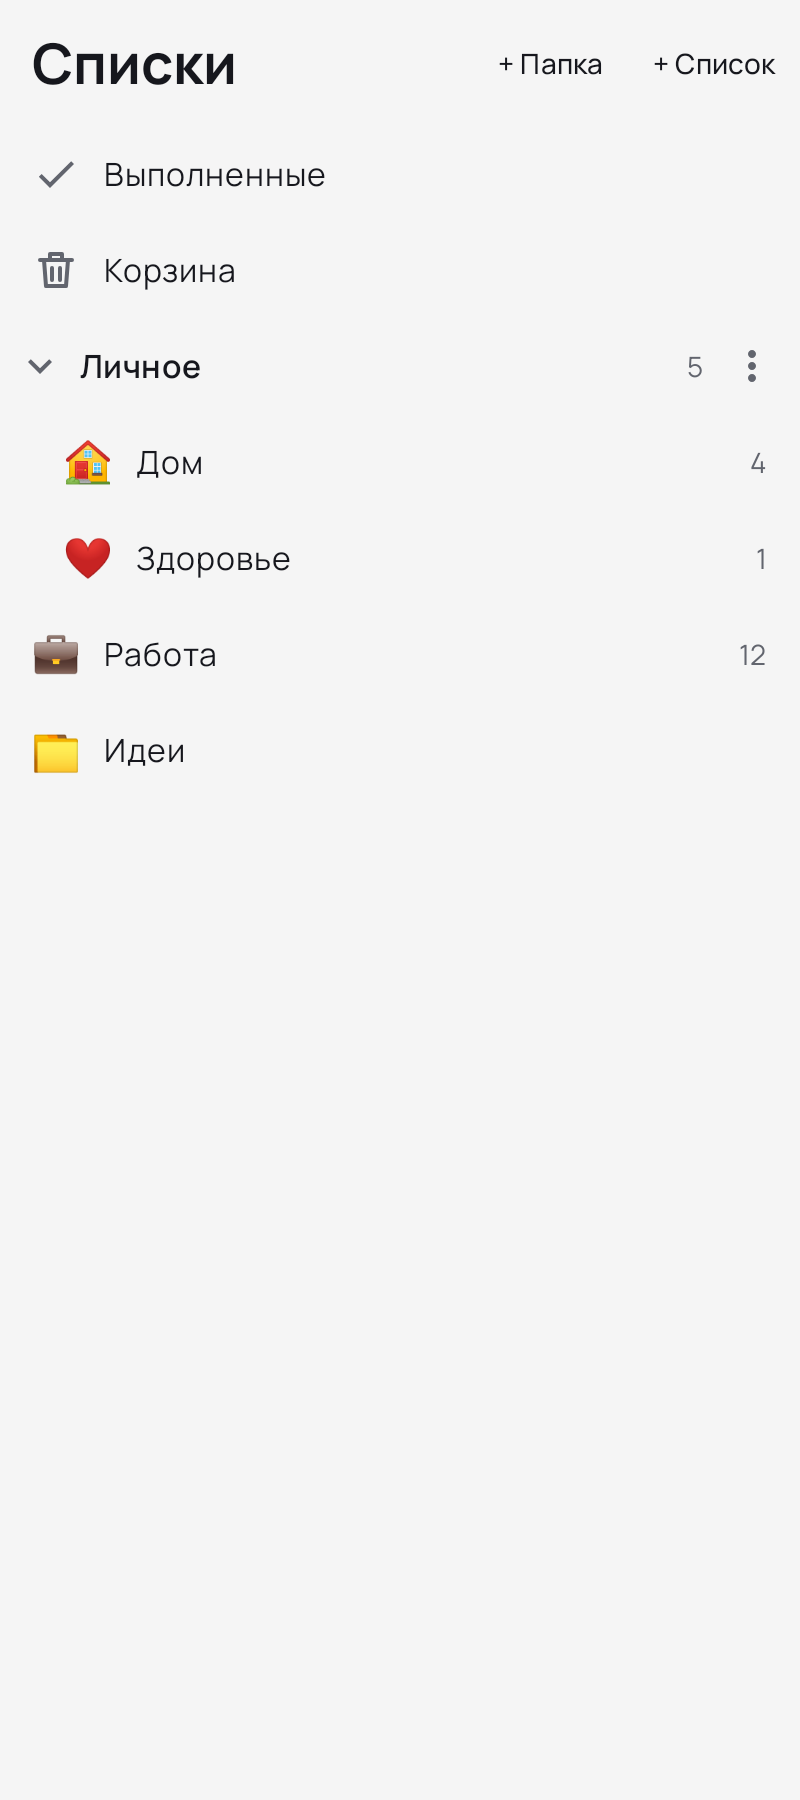 Списки + Папка + Список
Выполненные
Корзина
Личное 5
Дом 4
Здоровье 1
Работа 12
Идеи